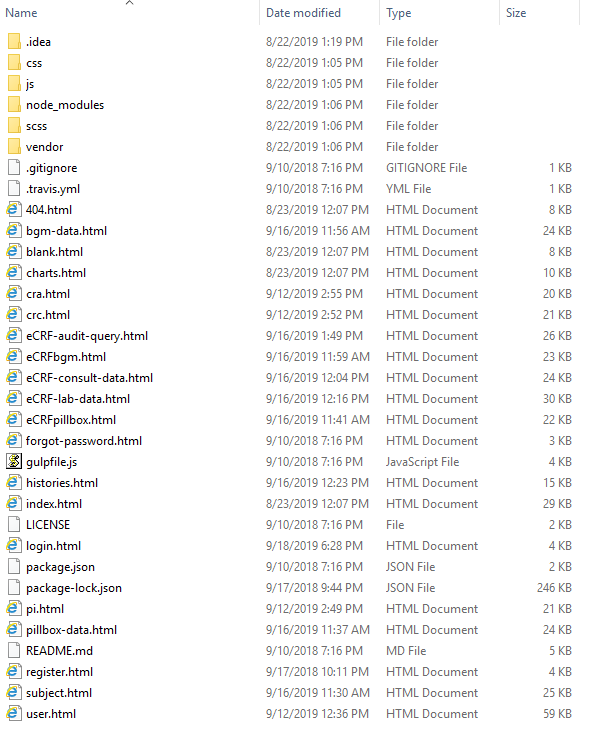 Name Date modified Type Size
.idea 8/22/2019 1:19 PM File folder
css 8/22/2019 1:05 PM File folder
js 8/22/2019 1:05 PM File folder
node_modules 8/22/2019 1:06 PM File folder
scss 8/22/2019 1:06 PM File folder
vendor 8/22/2019 1:06 PM File folder
.gitignore 9/10/2018 7:16 PM GITIGNORE File 1 KB
.travis.yml 9/10/2018 7:16 PM YML File 1 KB
404.html 8/23/2019 12:07 PM HTML Document 8 KB
bgm-data.html 9/16/2019 11:56 AM HTML Document 24 KB
blank.html 8/23/2019 12:07 PM HTML Document 8 KB
charts.html 8/23/2019 12:07 PM HTML Document 10 KB
cra.html 9/12/2019 2:55 PM HTML Document 20 KB
crc.html 9/12/2019 2:52 PM HTML Document 21 KB
eCRF-audit-query.html 9/16/2019 1:49 PM HTML Document 26 KB
eCRFbgm.html 9/16/2019 11:59 AM HTML Document 23 KB
eCRF-consult-data.html 9/16/2019 12:04 PM HTML Document 24 KB
eCRF-lab-data.html 9/16/2019 12:16 PM HTML Document 30 KB
eCRFpillbox.html 9/16/2019 11:41 AM HTML Document 22 KB
forgot-password.html 9/10/2018 7:16 PM HTML Document 3 KB
gulpfile.js 9/10/2018 7:16 PM JavaScript File 4 KB
histories.html 9/16/2019 12:23 PM HTML Document 15 KB
index.html 8/23/2019 12:07 PM HTML Document 29 KB
LICENSE 9/10/2018 7:16 PM File 2 KB
login.html 9/18/2019 6:28 PM HTML Document 4 KB
package.json 9/10/2018 7:16 PM JSON File 2 KB
package-lock.json 9/17/2018 9:44 PM JSON File 246 KB
pi.html 9/12/2019 2:49 PM HTML Document 21 KB
pillbox-data.html 9/16/2019 11:37 AM HTML Document 24 KB
README.md 9/10/2018 7:16 PM MD File 5 KB
register.html 9/17/2018 10:11 PM HTML Document 4 KB
subject.html 9/16/2019 11:30 AM HTML Document 25 KB
user.html 9/12/2019 12:36 PM HTML Document 59 KB